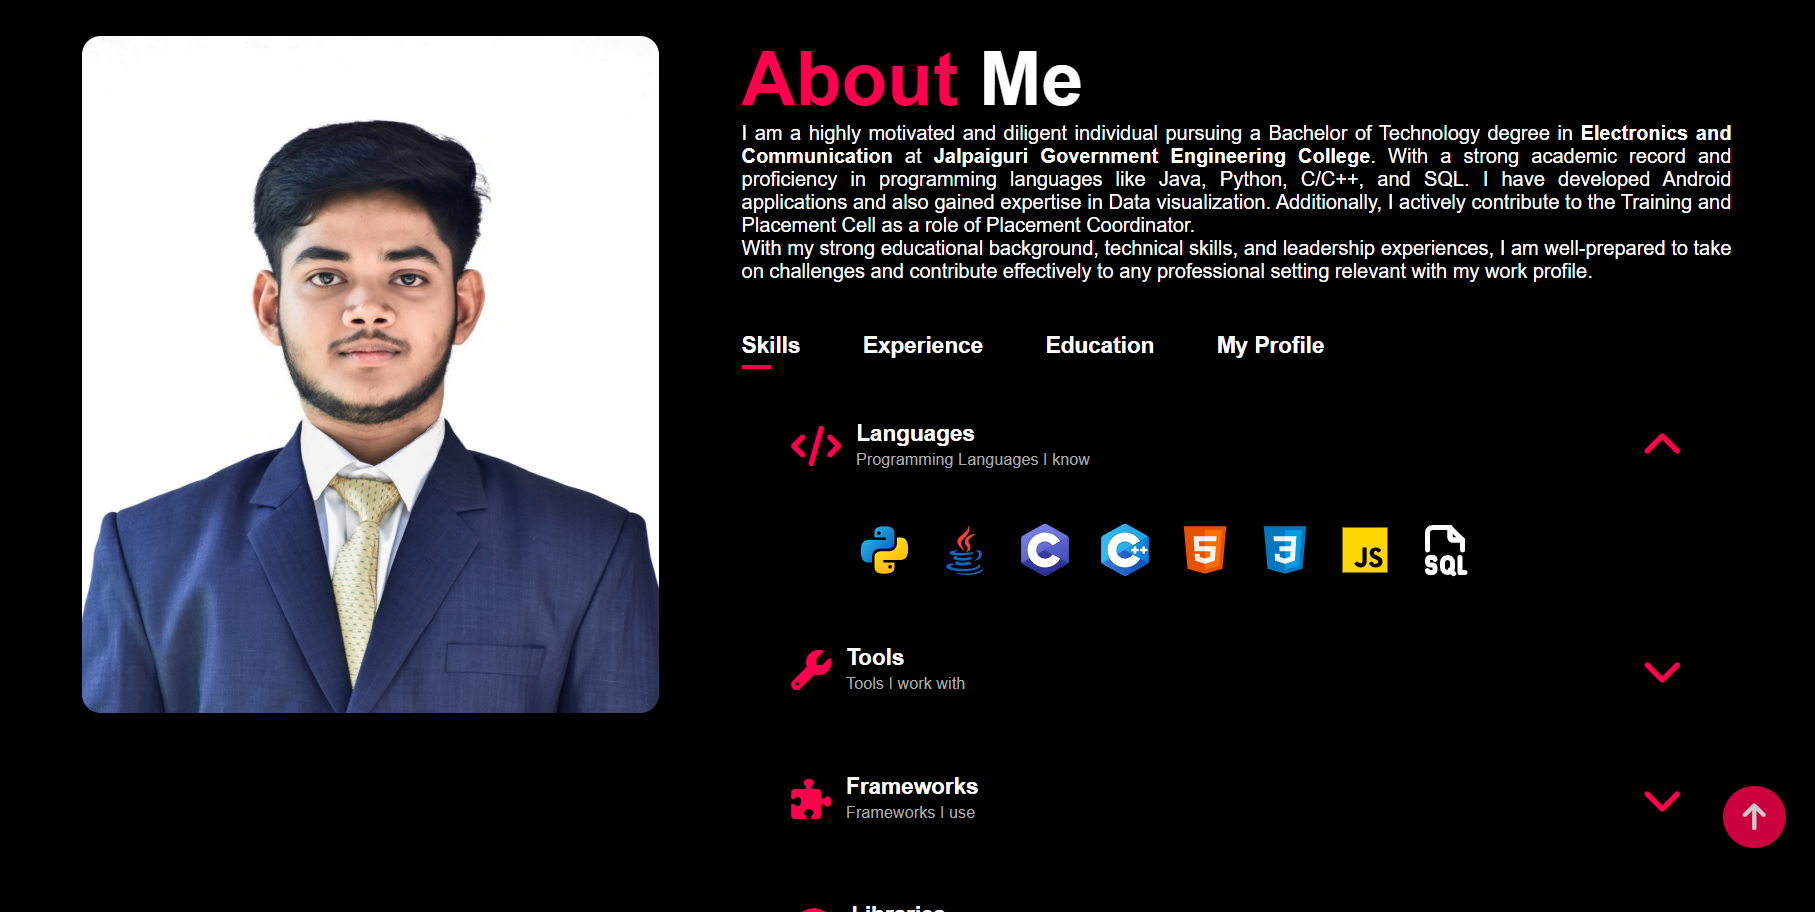 About Me
I am a highly motivated and diligent individual pursuing a Bachelor of Technology degree in Electronics and
Communication at Jalpaiguri Government Engineering College. With a strong academic record and
proficiency in programming languages like Java, Python, C/C++, and SQL. I have developed Android
applications and also gained expertise in Data visualization. Additionally, I actively contribute to the Training and
Placement Cell as a role of Placement Coordinator.
With my strong educational background, technical skills, and leadership experiences, I am well-prepared to take
on challenges and contribute effectively to any professional setting relevant with my work profile.
Skills Experience Education My Profile
</> Languages
Programming Languages I know
C C++ 5 3 JS SQL
Tools
Tools I work with
Frameworks
Frameworks I use
Libraries